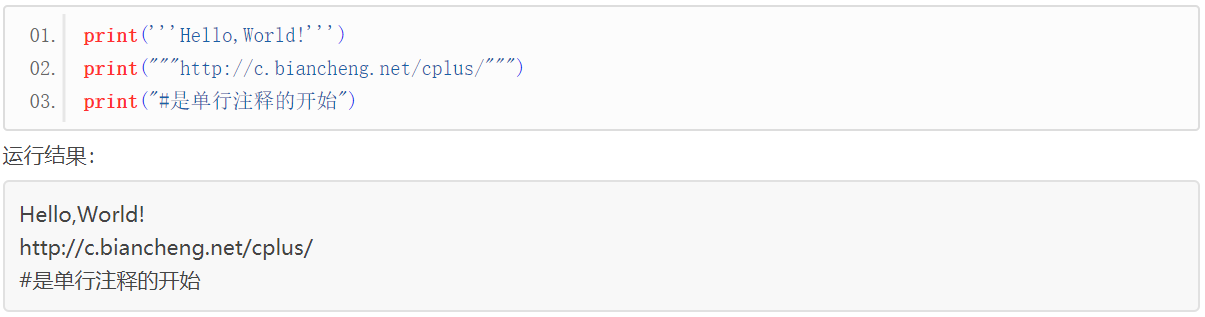 01. print('''Hello,World!''')
02. print("""http://c.biancheng.net/cplus/""")
03. print("#是单行注释的开始")
运行结果：
Hello,World!
http://c.biancheng.net/cplus/
#是单行注释的开始